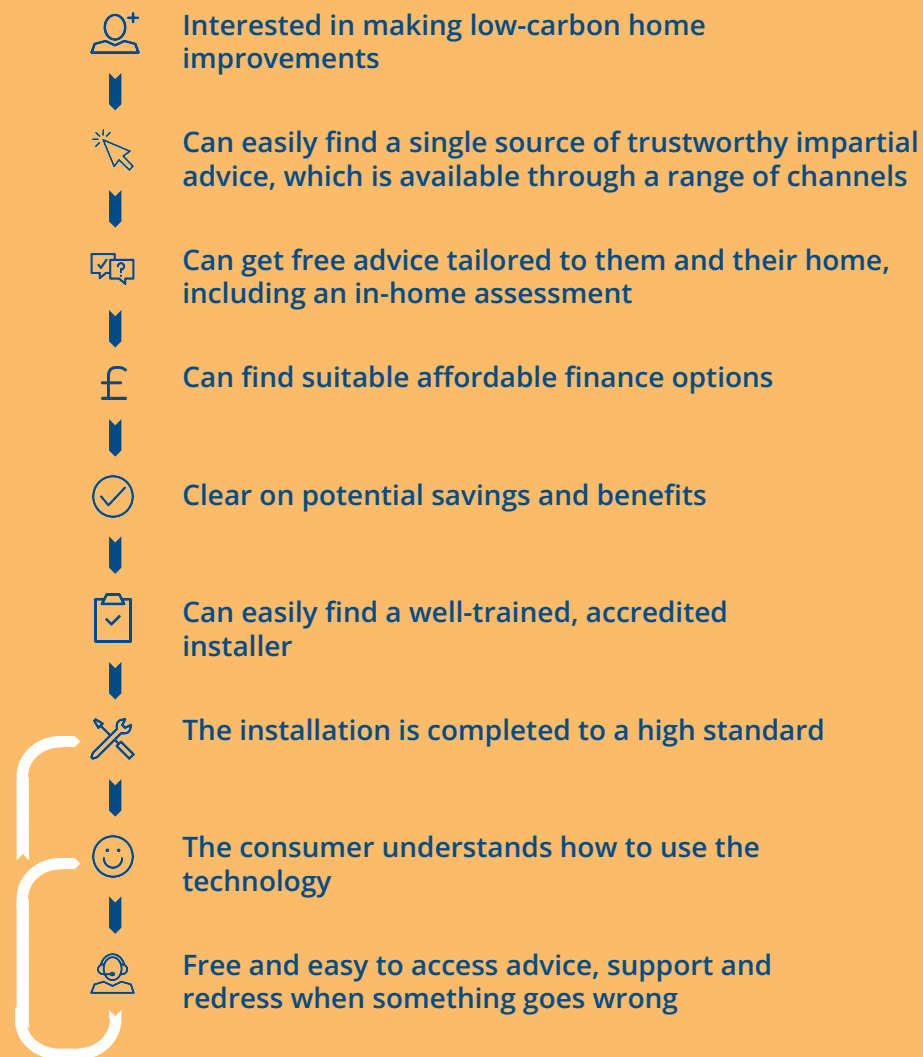 Interested in making low-carbon home
improvements
Can easily find a single source of trustworthy impartial
advice, which is available through a range of channels
?
Can get free advice tailored to them and their home,
including an in-home assessment
£
Can find suitable affordable finance options
Clear on potential savings and benefits
Can easily find a well-trained, accredited
installer
The installation is completed to a high standard
The consumer understands how to use the
technology
Free and easy to access advice, support and
redress when something goes wrong